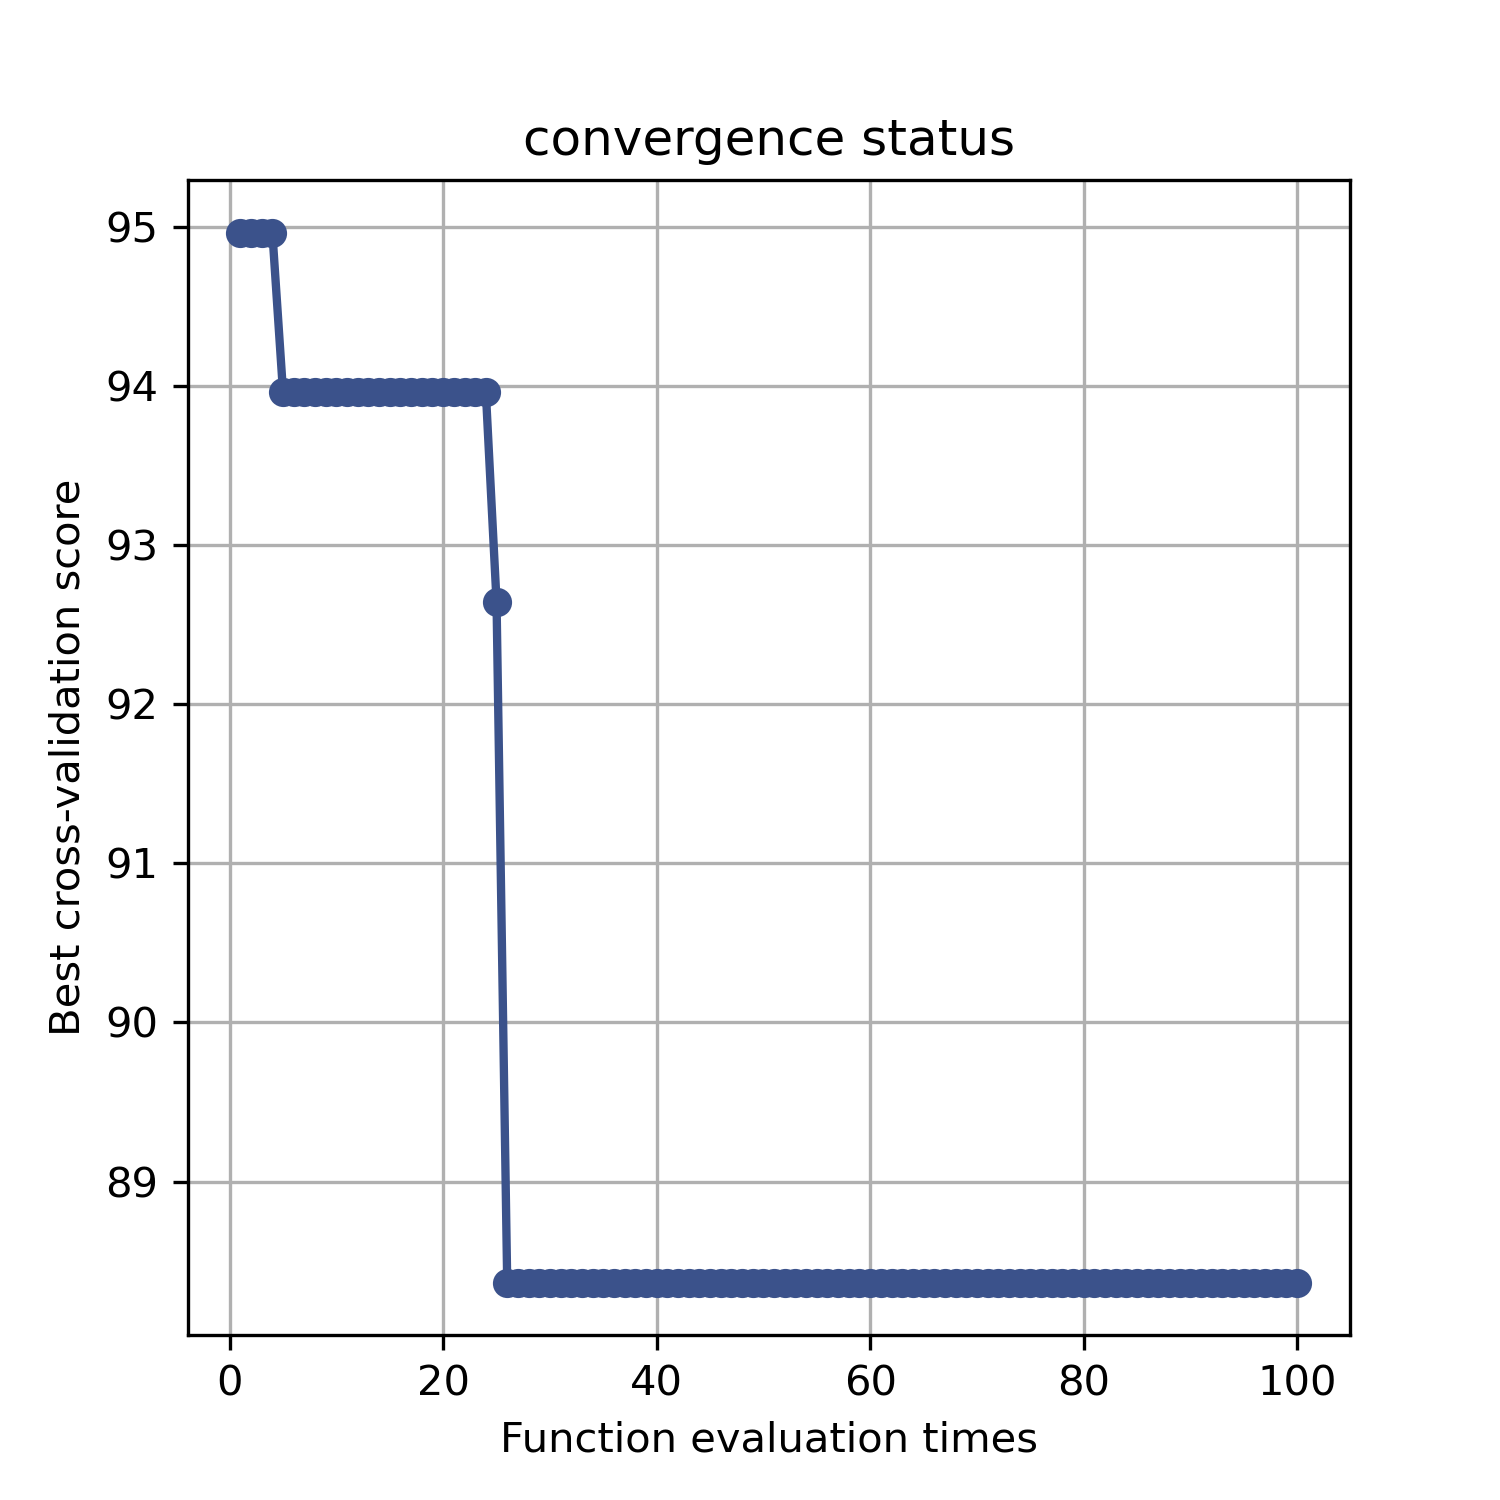 convergence status
Best cross-validation score
95
94
93
92
91
90
89
0 20 40 60 80 100
Function evaluation times